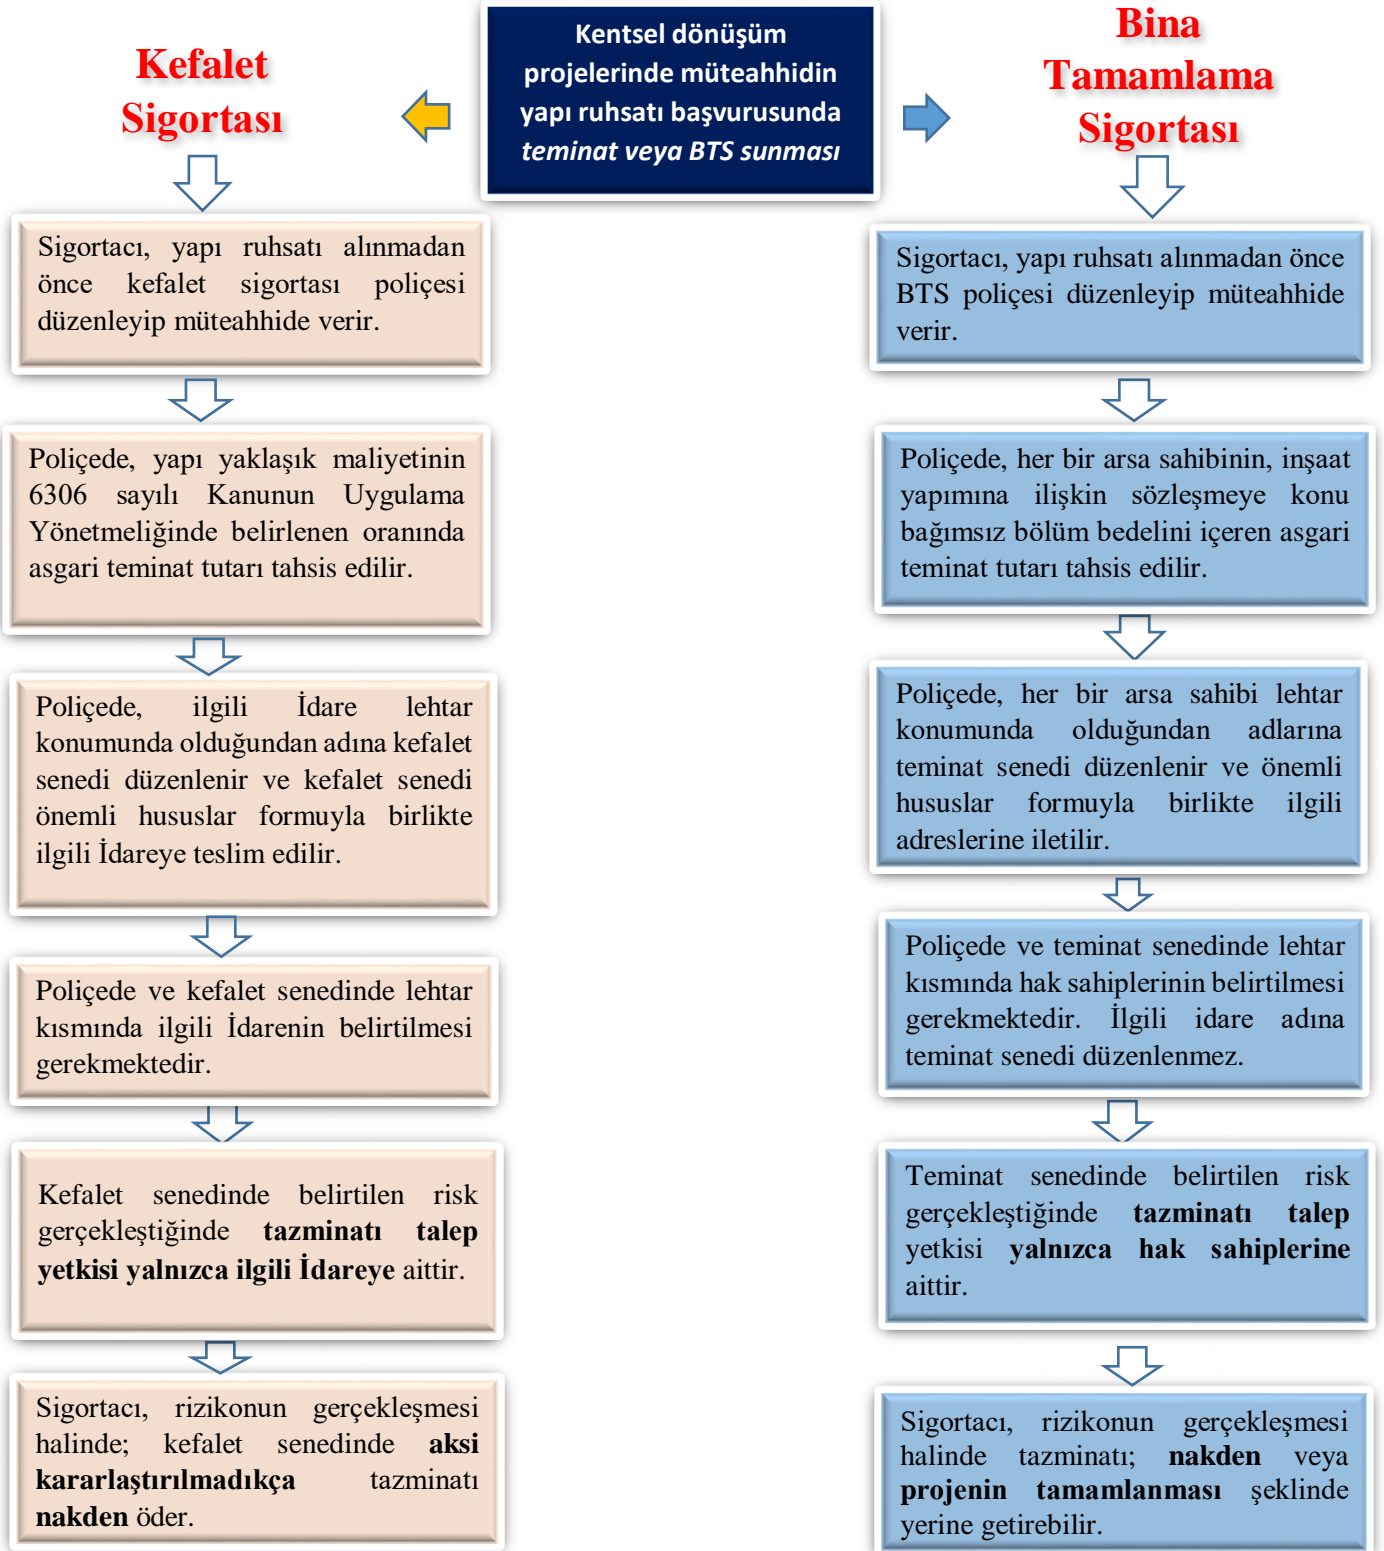 Kentsel dönüşüm
projelerinde müteahhidin
yapı ruhsatı başvurusunda
teminat veya BTS sunması
Kefalet
Sigortası
Sigortacı, yapı ruhsatı alınmadan
önce kefalet sigortası poliçesi
düzenleyip müteahhide verir.
Poliçede, yapı yaklaşık maliyetinin
6306 sayılı Kanunun Uygulama
Yönetmeliğinde belirlenen oranında
asgari teminat tutarı tahsis edilir.
Poliçede, ilgili İdare lehtar
konumunda olduğundan adına kefalet
senedi düzenlenir ve kefalet senedi
önemli hususlar formuyla birlikte
ilgili İdareye teslim edilir.
Poliçede ve kefalet senedinde lehtar
kısmında ilgili İdarenin belirtilmesi
gerekmektedir.
Kefalet senedinde belirtilen risk
gerçekleştiğinde tazminatı talep
yetkisi yalnızca ilgili İdareye aittir.
Sigortacı, rizikonun gerçekleşmesi
halinde; kefalet senedinde aksi
kararlaştırılmadıkça tazminatı
nakden öder.
Bina
Tamamlama
Sigortası
Sigortacı, yapı ruhsatı alınmadan önce
BTS poliçesi düzenleyip müteahhide
verir.
Poliçede, her bir arsa sahibinin, inşaat
yapımına ilişkin sözleşmeye konu
bağımsız bölüm bedelini içeren asgari
teminat tutarı tahsis edilir.
Poliçede, her bir arsa sahibi lehtar
konumunda olduğundan adlarına
teminat senedi düzenlenir ve önemli
hususlar formuyla birlikte ilgili
adreslerine iletilir.
Poliçede ve teminat senedinde lehtar
kısmında hak sahiplerinin belirtilmesi
gerekmektedir. İlgili idare adına
teminat senedi düzenlenmez.
Teminat senedinde belirtilen risk
gerçekleştiğinde tazminatı talep
yetkisi yalnızca hak sahiplerine
aittir.
Sigortacı, rizikonun gerçekleşmesi
halinde tazminatı; nakden veya
projenin tamamlanması şeklinde
yerine getirebilir.